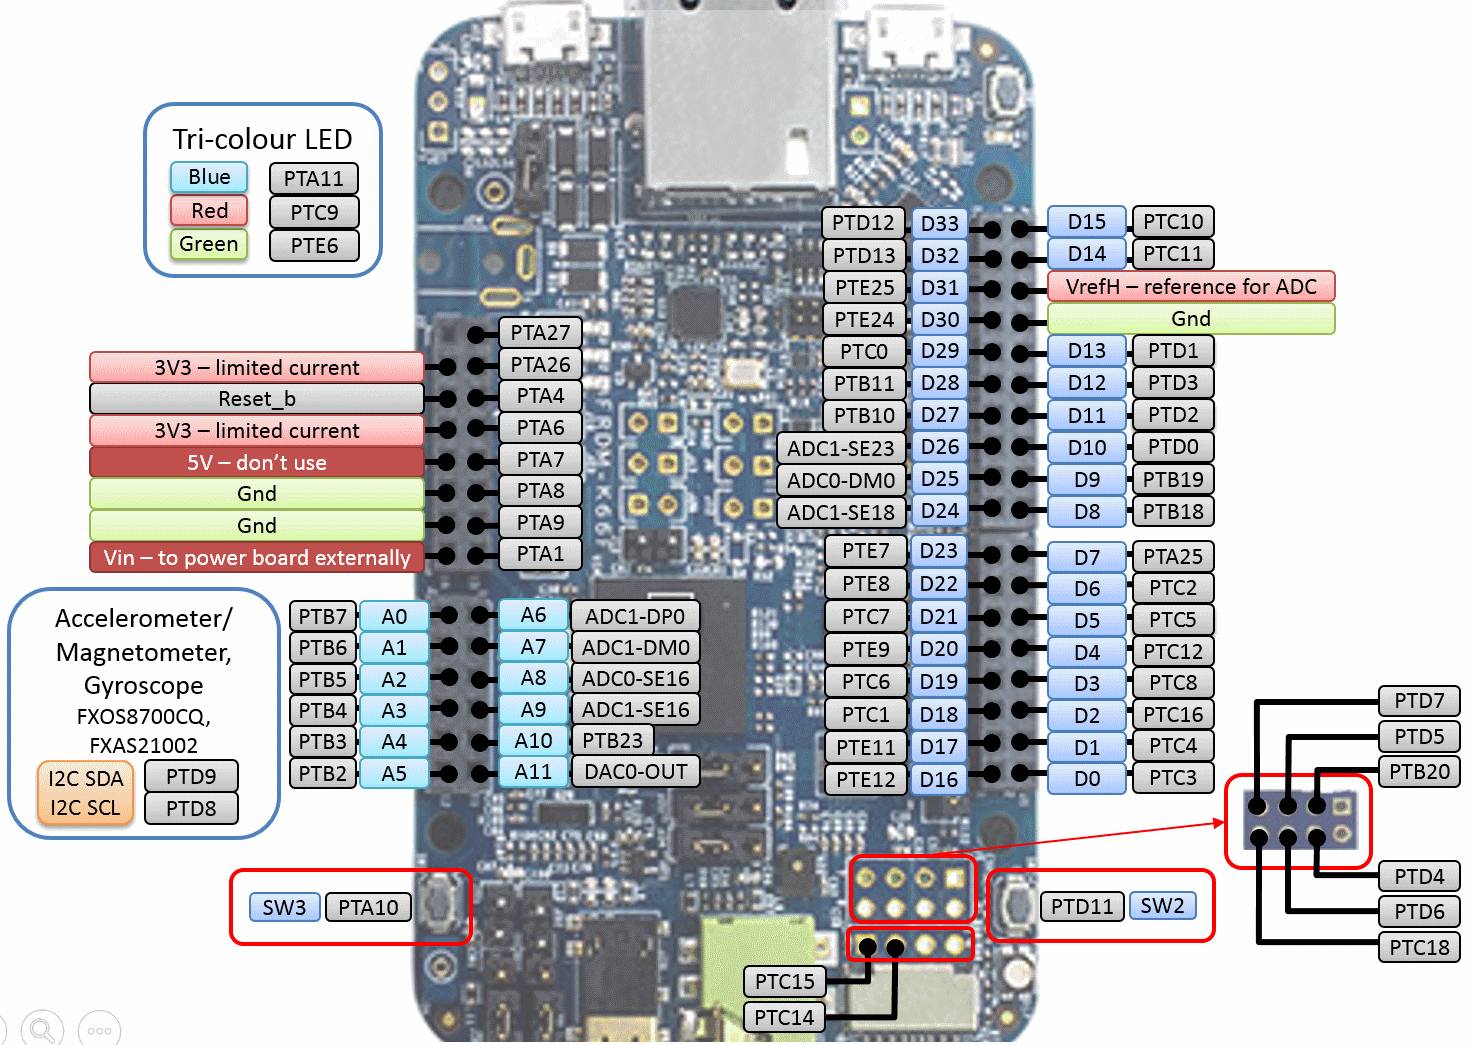 Tri-colour LED
Blue PTA11
Red PTC9
Green PTE6
PTA27
3V3 – limited current PTA26
Reset_b PTA4
3V3 – limited current PTA6
5V – don't use PTA7
Gnd PTA8
Gnd PTA9
Vin – to power board externally PTA1
Accelerometer/
Magnetometer,
Gyroscope
FXOS8700CQ,
FXAS21002
I2C SDA PTD9
I2C SCL PTD8
PTB7 A0 A6 ADC1-DP0
PTB6 A1 A7 ADC1-DM0
PTB5 A2 A8 ADC0-SE16
PTB4 A3 A9 ADC1-SE16
PTB3 A4 A10 PTB23
PTB2 A5 A11 DAC0-OUT
PTD12 D33 D15 PTC10
PTD13 D32 D14 PTC11
PTE25 D31 VrefH – reference for ADC
PTE24 D30 Gnd
PTC0 D29 D13 PTD1
PTB11 D28 D12 PTD3
PTB10 D27 D11 PTD2
ADC1-SE23 D26 D10 PTD0
ADC0-DM0 D25 D9 PTB19
ADC1-SE18 D24 D8 PTB18
PTE7 D23 D7 PTA25
PTE8 D22 D6 PTC2
PTC7 D21 D5 PTC5
PTE9 D20 D4 PTC12
PTC6 D19 D3 PTC8
PTC1 D18 D2 PTC16
PTE11 D17 D1 PTC4
PTE12 D16 D0 PTC3
PTD7
PTD5
PTB20
PTD4
PTD6
PTC18
SW3 PTA10
PTD11 SW2
PTC15
PTC14